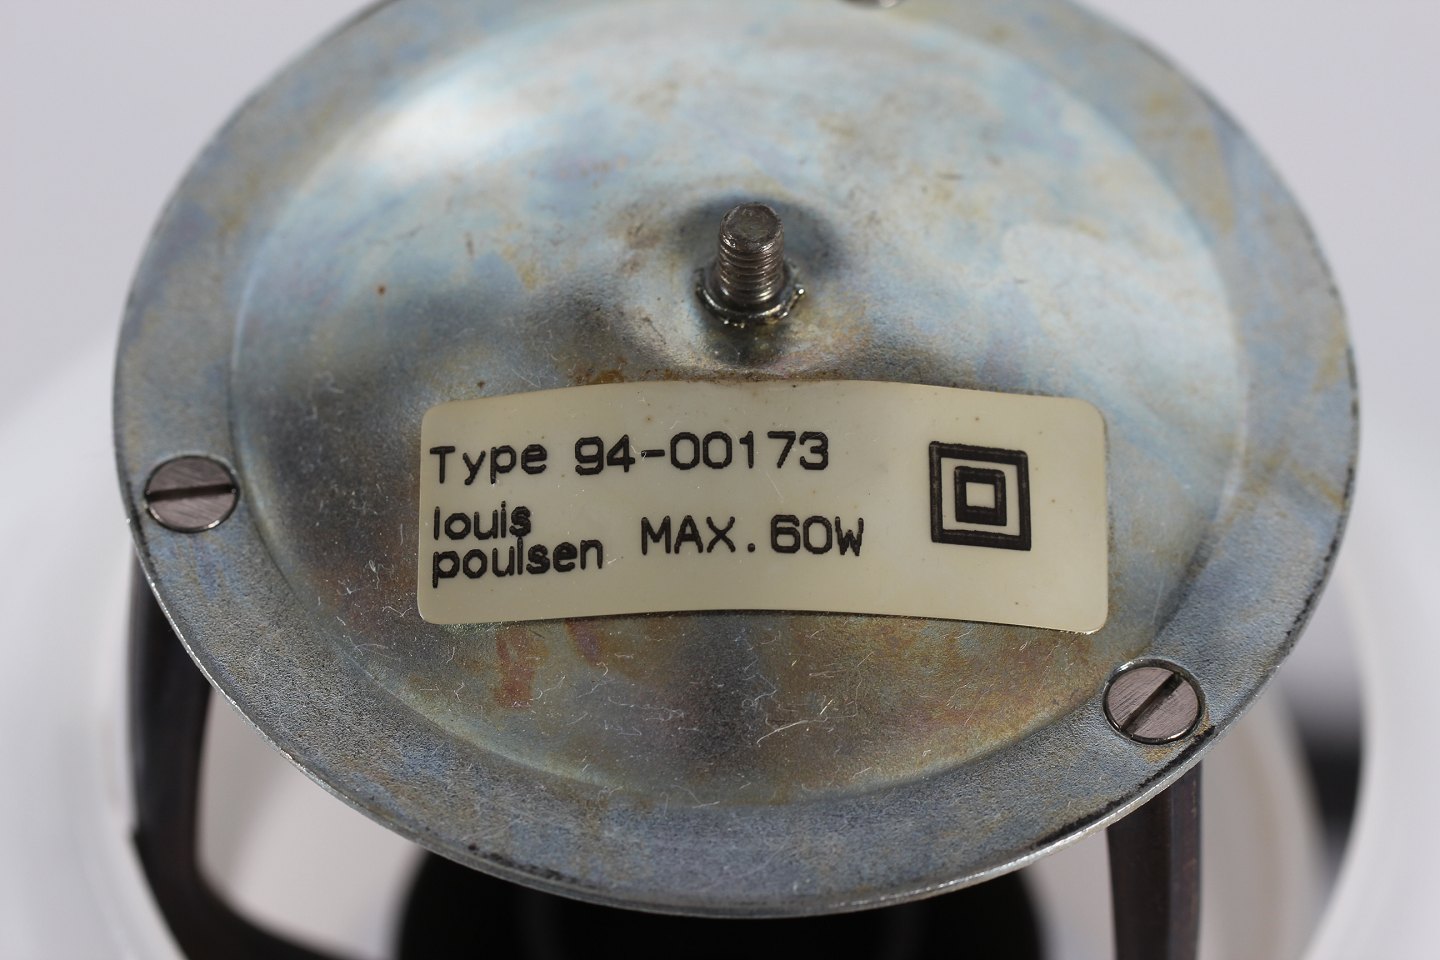 Type 94-00173
louis
poulsen MAX. 60W